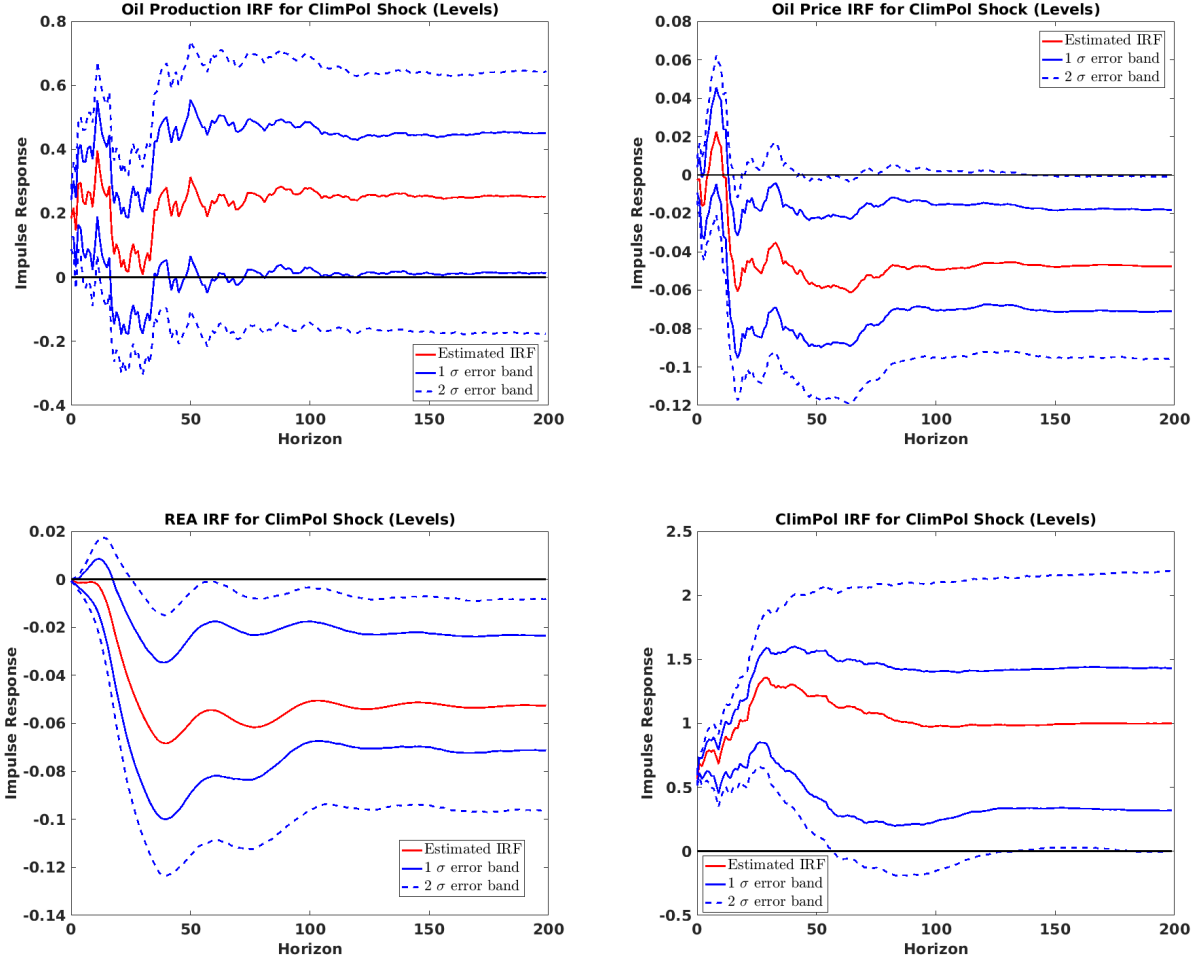 Oil Production IRF for ClimPol Shock (Levels)
0.8
0.6
0.4
0.2
0
-0.2
-0.4
Impulse Response
Estimated IRF
1 σ error band
2 σ error band
0 50 100 150 200
Horizon
Oil Price IRF for ClimPol Shock (Levels)
0.08
0.06
0.04
0.02
0
-0.02
-0.04
-0.06
-0.08
-0.1
-0.12
Impulse Response
Estimated IRF
1 σ error band
2 σ error band
0 50 100 150 200
Horizon
REA IRF for ClimPol Shock (Levels)
0.02
0
-0.02
-0.04
-0.06
-0.08
-0.1
-0.12
-0.14
Impulse Response
Estimated IRF
1 σ error band
2 σ error band
0 50 100 150 200
Horizon
ClimPol IRF for ClimPol Shock (Levels)
2.5
2
1.5
1
0.5
0
-0.5
Impulse Response
Estimated IRF
1 σ error band
2 σ error band
0 50 100 150 200
Horizon